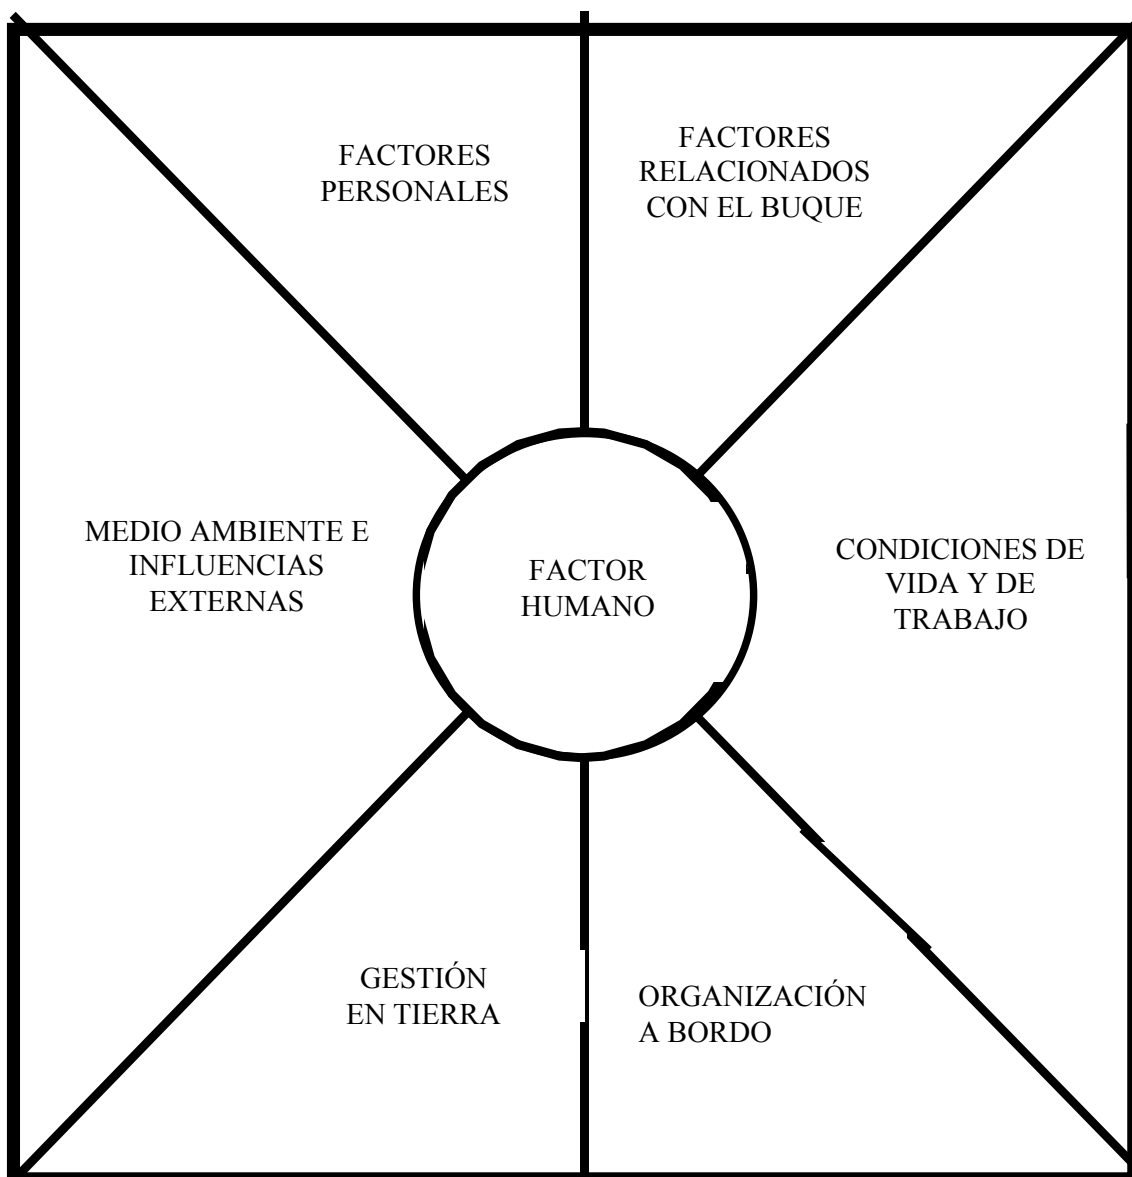 FACTORES
PERSONALES
FACTORES
RELACIONADOS
CON EL BUQUE
MEDIO AMBIENTE E
INFLUENCIAS
EXTERNAS
FACTOR
HUMANO
CONDICIONES DE
VIDA Y DE
TRABAJO
GESTIÓN
EN TIERRA
ORGANIZACIÓN
A BORDO